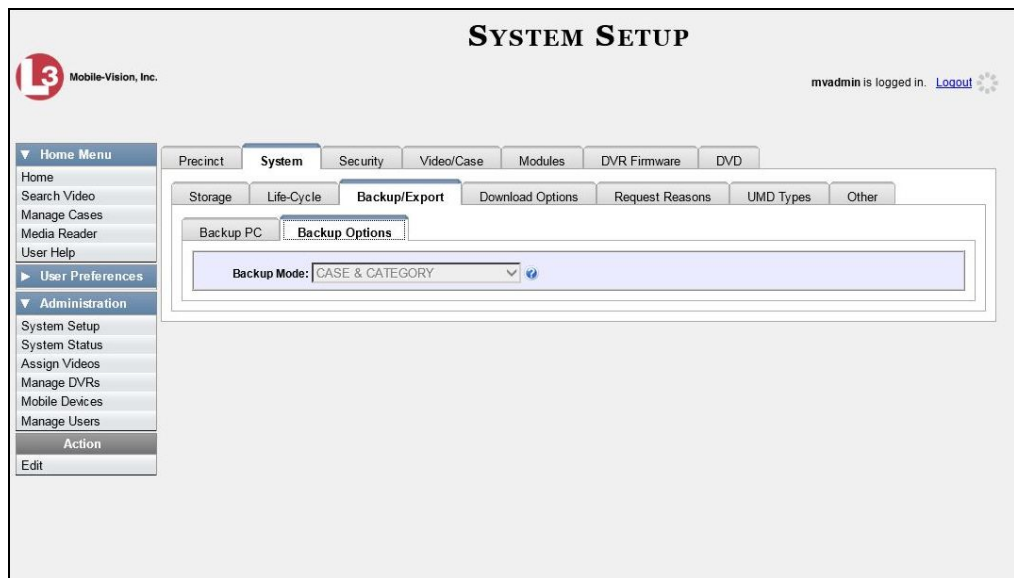 SYSTEM SETUP
L3 Mobile-Vision, Inc.
mvadmin is logged in. Logout
▼ Home Menu
Home
Search Video
Manage Cases
Media Reader
User Help
▶ User Preferences
▼ Administration
System Setup
System Status
Assign Videos
Manage DVRs
Mobile Devices
Manage Users
Action
Edit
Precinct System Security Video/Case Modules DVR Firmware DVD
Storage Life-Cycle Backup/Export Download Options Request Reasons UMD Types Other
Backup PC Backup Options
Backup Mode: CASE & CATEGORY ?